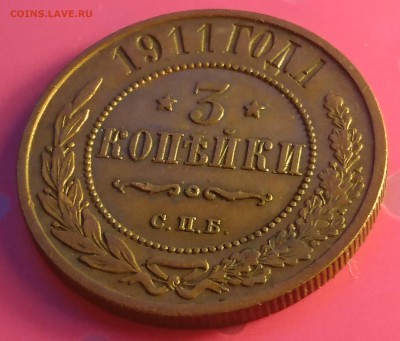 COINS.LAVE.RU
1911 ГОДА
3
КОПѢЙКИ
С.П.Б.